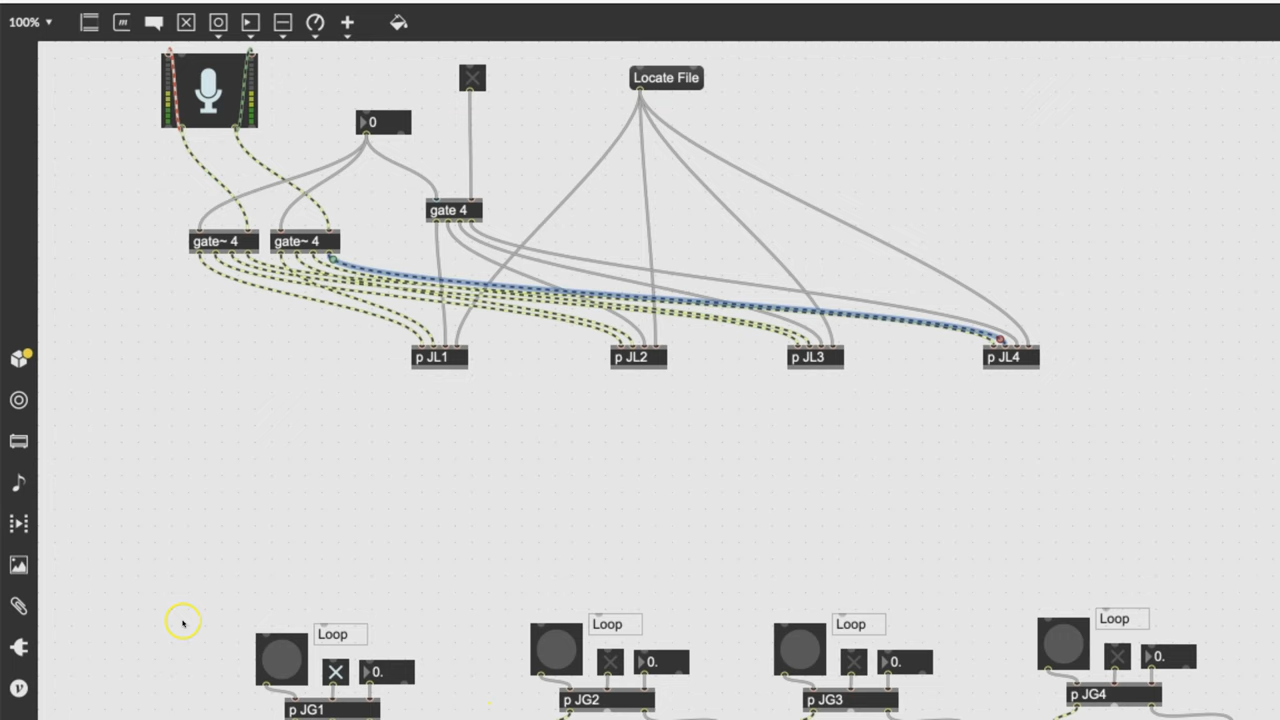 100%
Locate File
0
gate 4
gate~ 4
gate~ 4
p JL1
p JL2
p JL3
p JL4
Loop
Loop
Loop
Loop
0.
0.
0.
0.
p JG1
p JG2
p JG3
p JG4